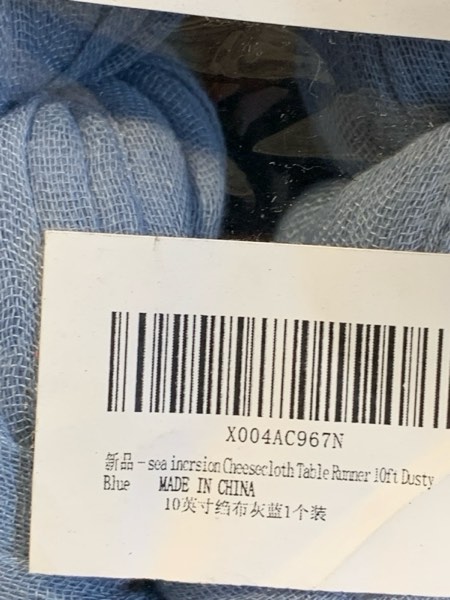 X004AC967N
新品 - sea incrsion Cheesecloth Table Runner 10ft Dusty
Blue MADE IN CHINA
10英寸绉布灰蓝1个装